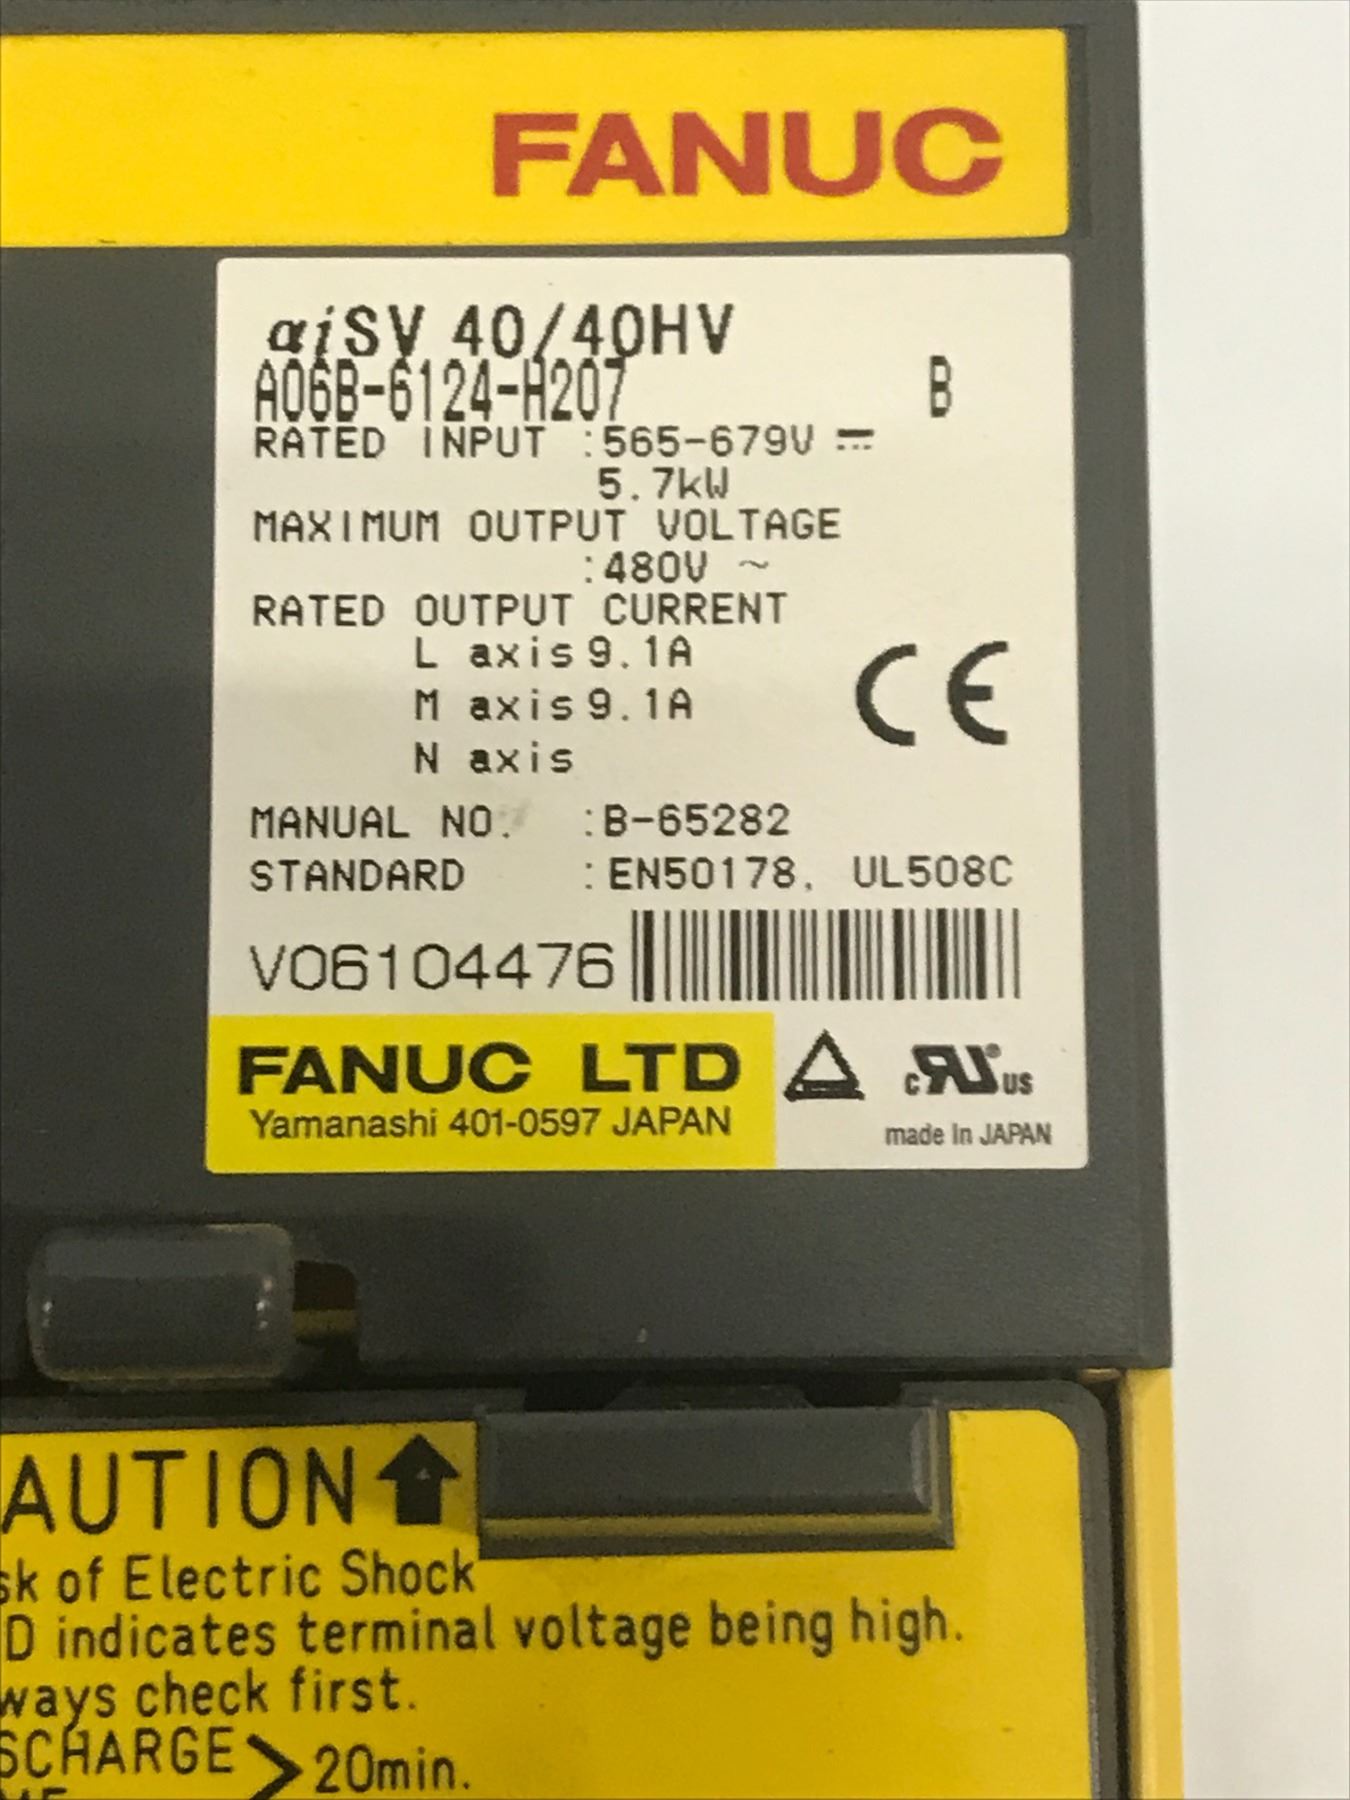 FANUC
αiSV 40/40HV
A06B-6124-H207 B
RATED INPUT :565-679V ⎓
5.7kW
MAXIMUM OUTPUT VOLTAGE
:480V ~
RATED OUTPUT CURRENT
L axis 9.1A
M axis 9.1A
N axis
CE
MANUAL NO. :B-65282
STANDARD :EN50178, UL508C
V06104476
FANUC LTD
Yamanashi 401-0597 JAPAN
c RU us
made in JAPAN
AUTION
sk of Electric Shock
D indicates terminal voltage being high.
ways check first.
SCHARGE > 20min.